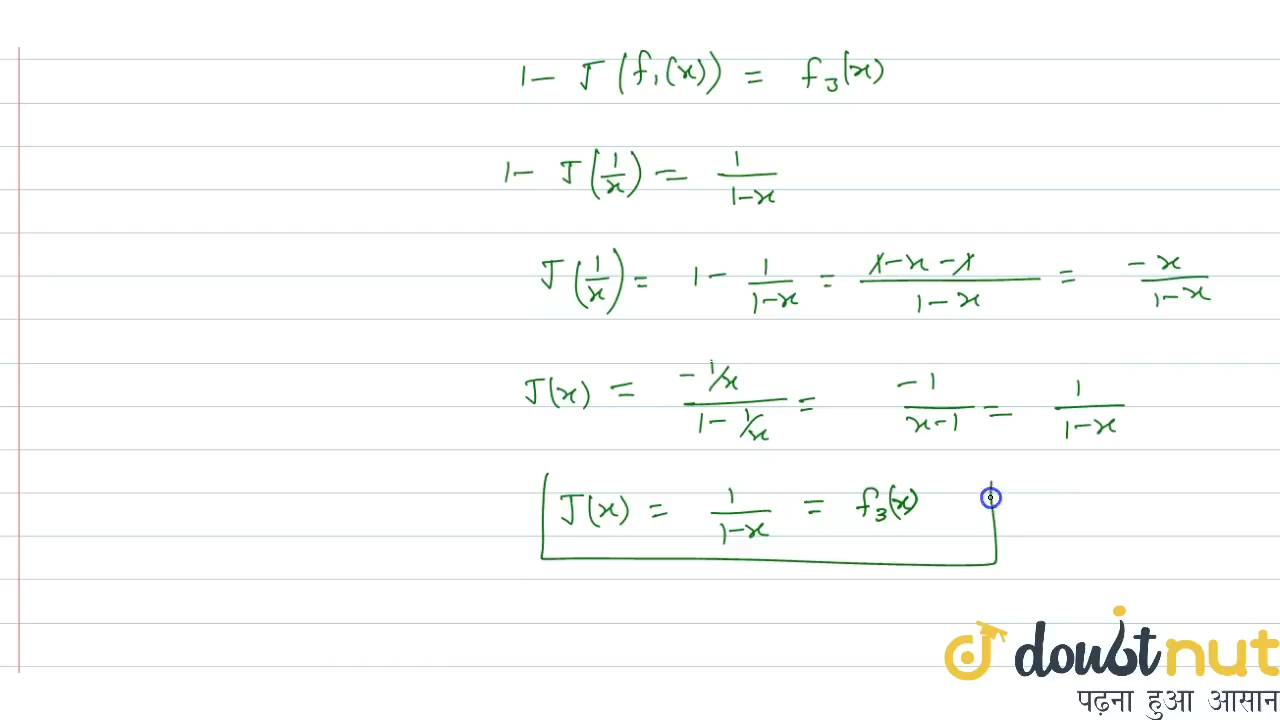 1 - J(f₁(x)) = f₃(x)
1 - J(1/x) = 1/(1-x)
J(1/x) = 1 - 1/(1-x) = (1-x-1)/(1-x) = -x/(1-x)
J(x) = (-1/x)/(1-1/x) = -1/(x-1) = 1/(1-x)
J(x) = 1/(1-x) = f₃(x)
doubtnut
पढ़ना हुआ आसान